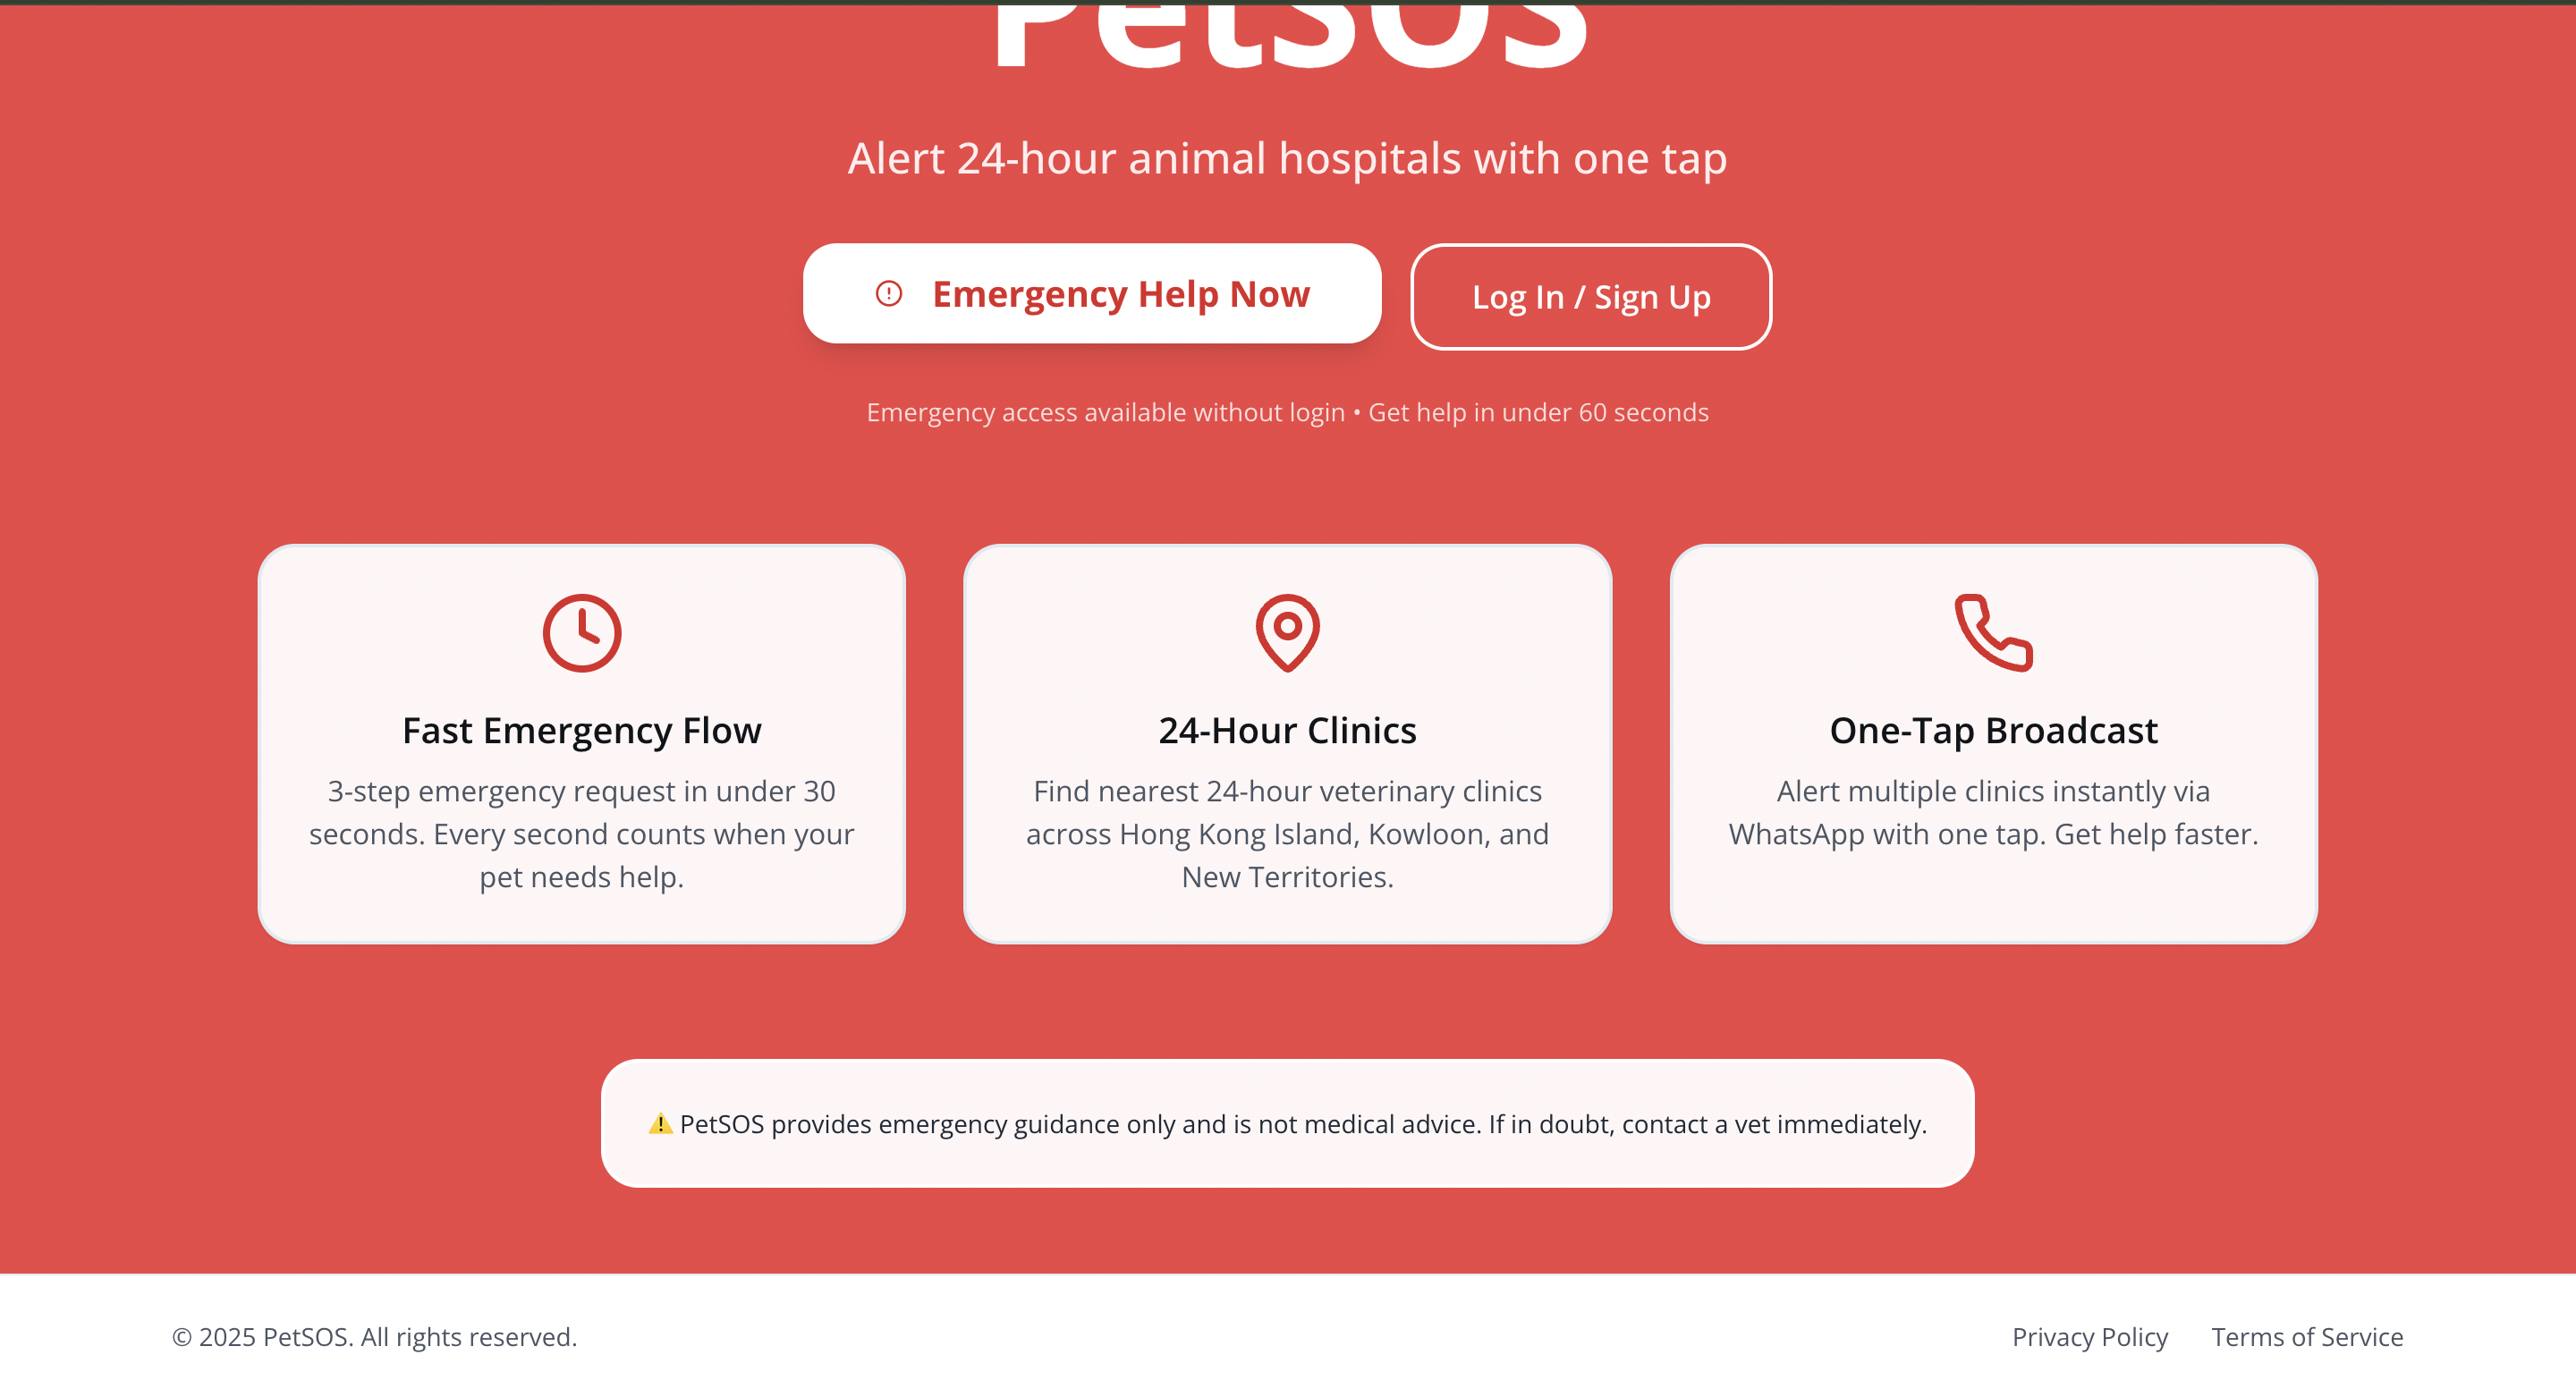 PetSOS
Alert 24-hour animal hospitals with one tap
Emergency Help Now
Log In / Sign Up
Emergency access available without login • Get help in under 60 seconds
Fast Emergency Flow
3-step emergency request in under 30
seconds. Every second counts when your
pet needs help.
24-Hour Clinics
Find nearest 24-hour veterinary clinics
across Hong Kong Island, Kowloon, and
New Territories.
One-Tap Broadcast
Alert multiple clinics instantly via
WhatsApp with one tap. Get help faster.
⚠️ PetSOS provides emergency guidance only and is not medical advice. If in doubt, contact a vet immediately.
© 2025 PetSOS. All rights reserved.
Privacy Policy
Terms of Service